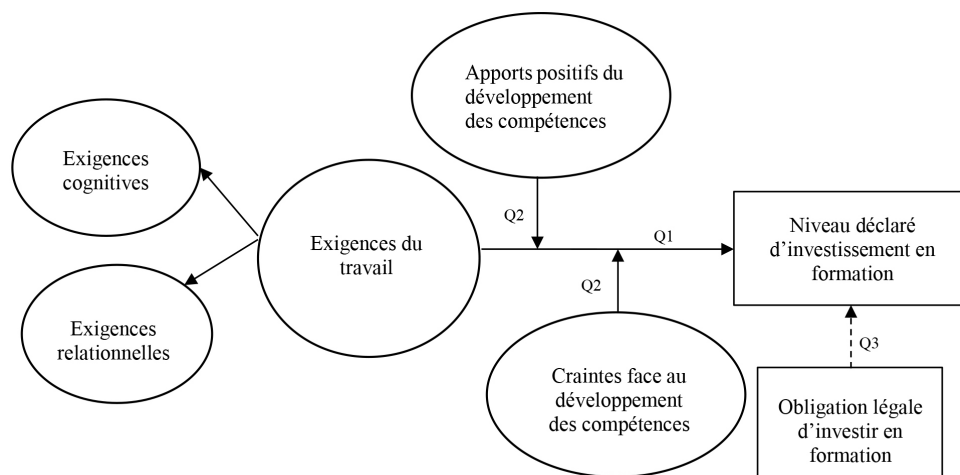 Exigences
cognitives
Exigences
relationnelles
Exigences du
travail
Apports positifs du
développement
des compétences
Q2
Q1
Q2
Craintes face au
développement
des compétences
Niveau déclaré
d’investissement en
formation
Q3
Obligation légale
d’investir en
formation